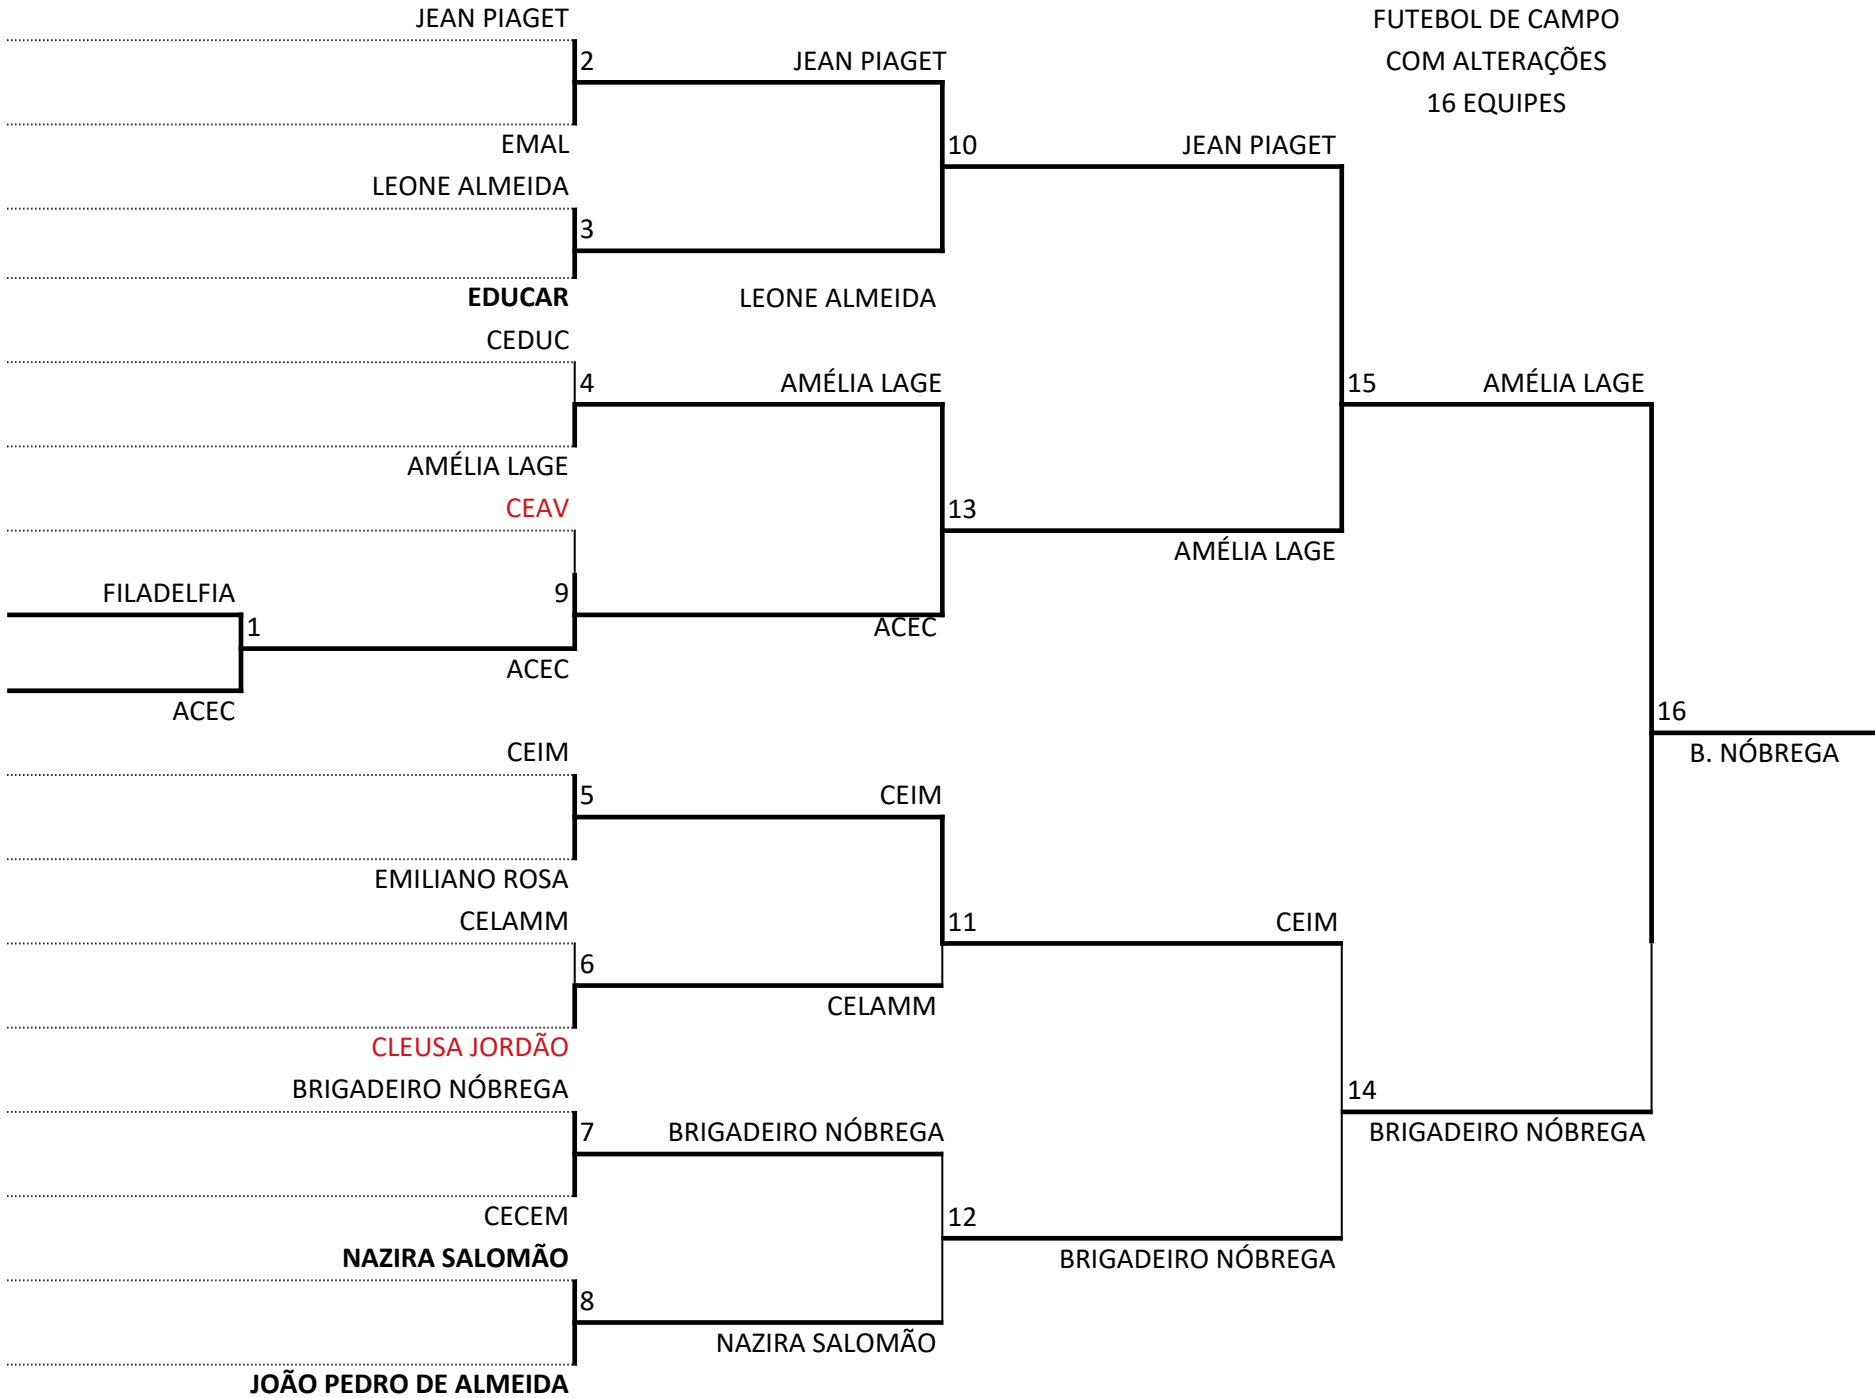 JEAN PIAGET
FUTEBOL DE CAMPO
2
JEAN PIAGET
COM ALTERAÇÕES
16 EQUIPES
EMAL
10
JEAN PIAGET
LEONE ALMEIDA
3
EDUCAR
LEONE ALMEIDA
CEDUC
4
AMÉLIA LAGE
15
AMÉLIA LAGE
AMÉLIA LAGE
CEAV
13
AMÉLIA LAGE
FILADELFIA
9
1
ACEC
ACEC
ACEC
16
CEIM
B. NÓBREGA
5
CEIM
EMILIANO ROSA
CELAMM
11
CEIM
6
CELAMM
CLEUSA JORDÃO
BRIGADEIRO NÓBREGA
14
7
BRIGADEIRO NÓBREGA
BRIGADEIRO NÓBREGA
CECEM
12
NAZIRA SALOMÃO
BRIGADEIRO NÓBREGA
8
NAZIRA SALOMÃO
JOÃO PEDRO DE ALMEIDA